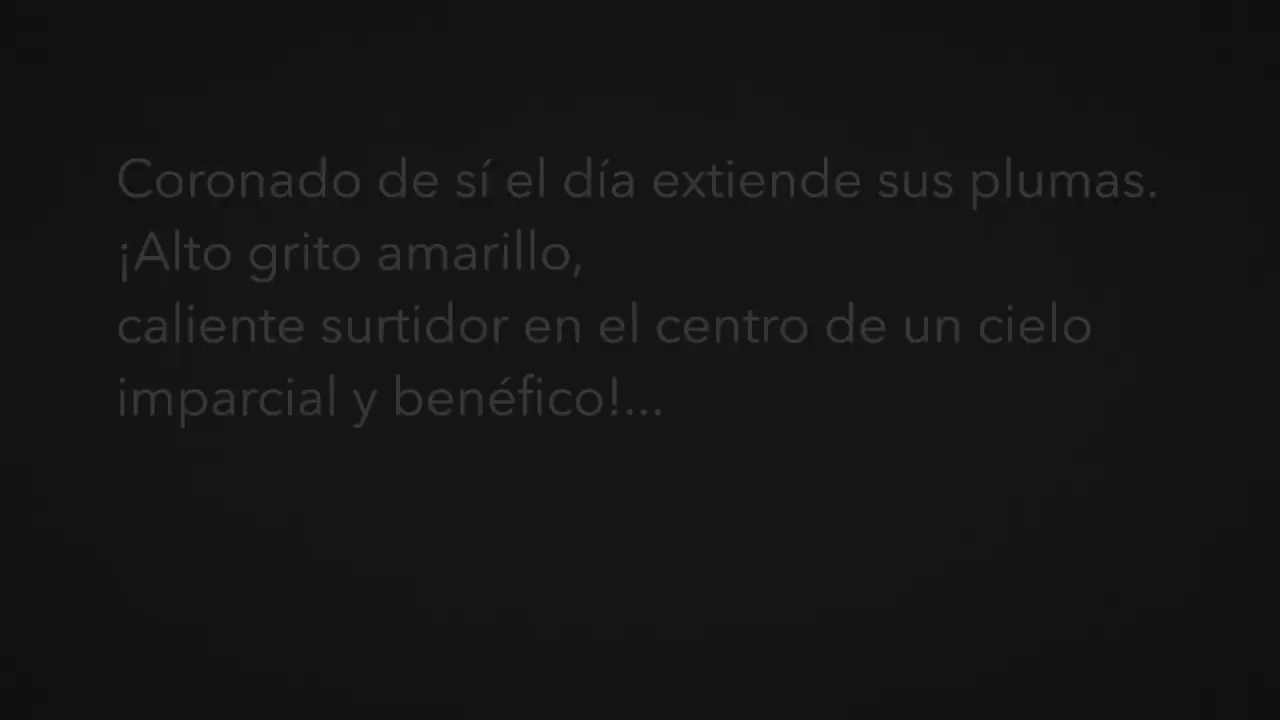 Coronado de sí el día extiende sus plumas.
¡Alto grito amarillo,
caliente surtidor en el centro de un cielo
imparcial y benéfico!...